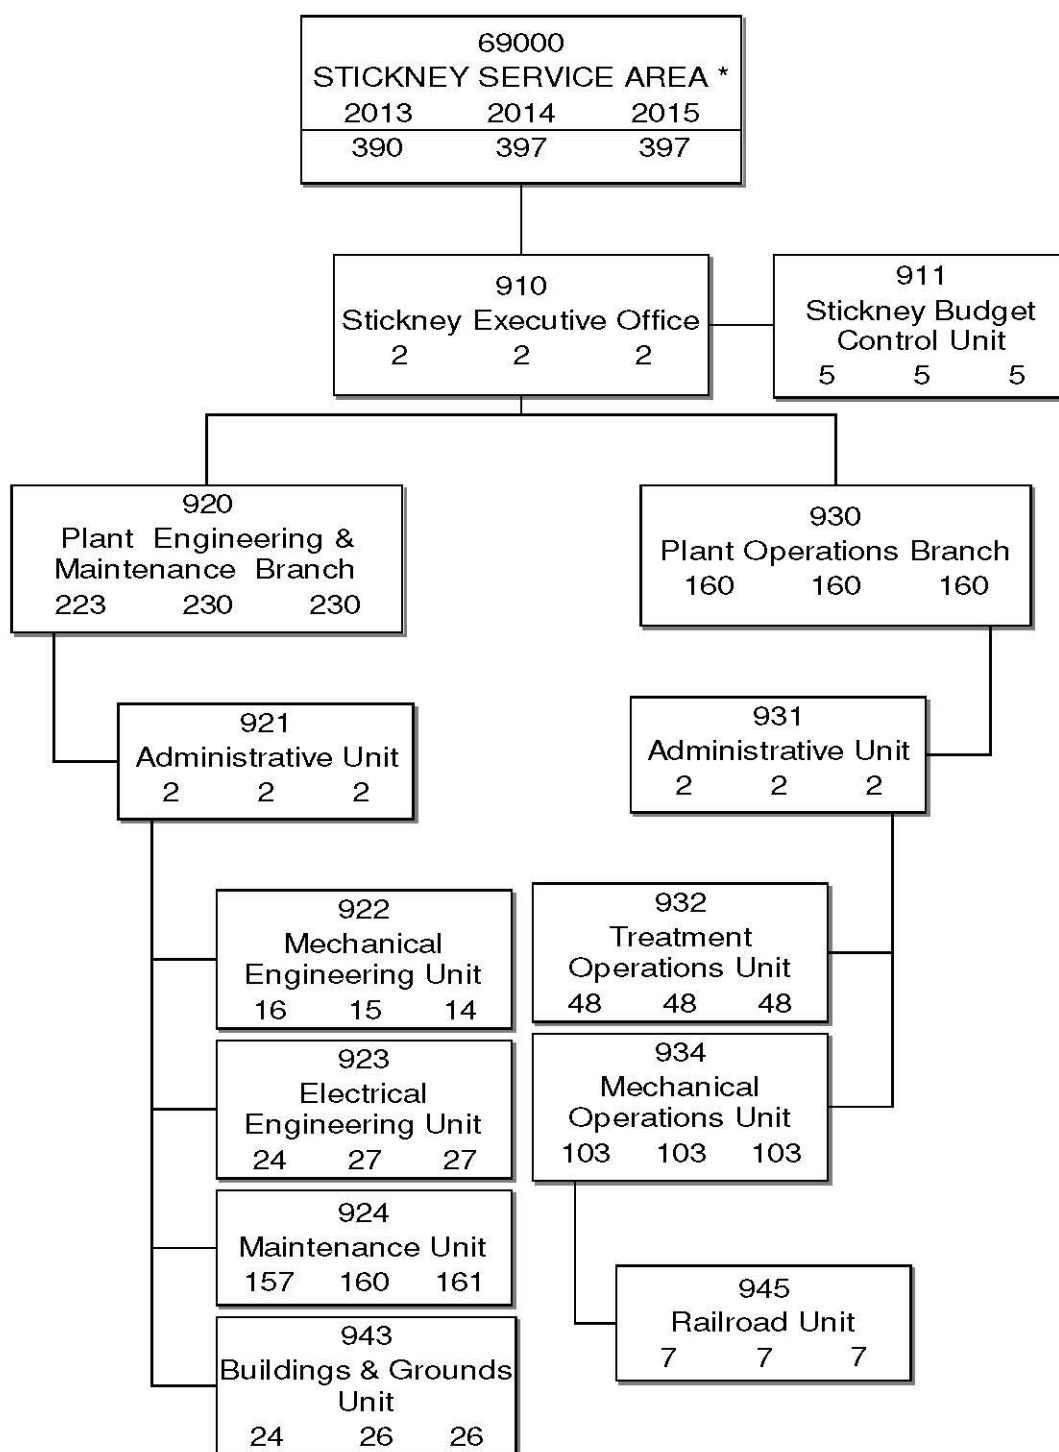 69000
STICKNEY SERVICE AREA *
2013 2014 2015
390 397 397
910
Stickney Executive Office
2 2 2
911
Stickney Budget
Control Unit
5 5 5
920
Plant Engineering &
Maintenance Branch
223 230 230
930
Plant Operations Branch
160 160 160
921
Administrative Unit
2 2 2
931
Administrative Unit
2 2 2
922
Mechanical
Engineering Unit
16 15 14
932
Treatment
Operations Unit
48 48 48
923
Electrical
Engineering Unit
24 27 27
934
Mechanical
Operations Unit
103 103 103
924
Maintenance Unit
157 160 161
945
Railroad Unit
7 7 7
943
Buildings & Grounds
Unit
24 26 26